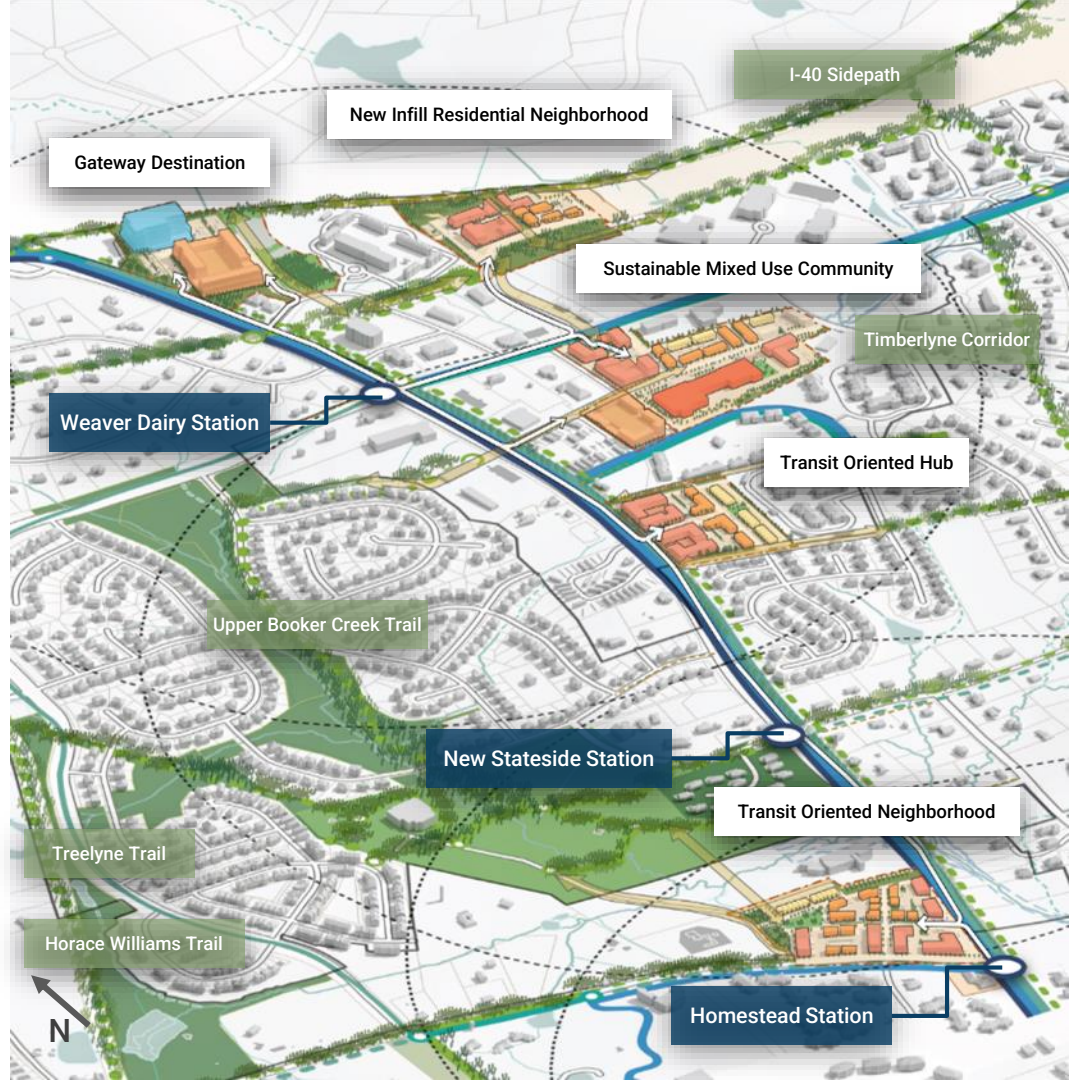 I-40 Sidepath
New Infill Residential Neighborhood
Gateway Destination
Sustainable Mixed Use Community
Timberlyne Corridor
Weaver Dairy Station
Transit Oriented Hub
Upper Booker Creek Trail
New Stateside Station
Transit Oriented Neighborhood
Treelyne Trail
Horace Williams Trail
Homestead Station
N